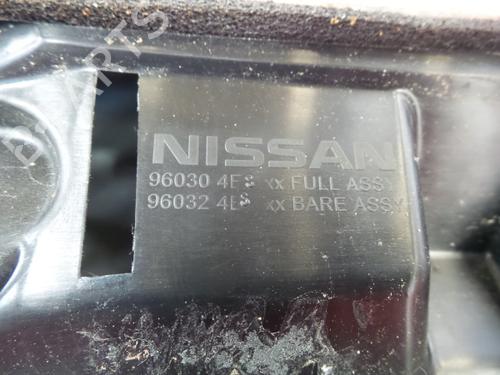 NISSAN
96030 xx FULL ASSY
96032 xx BARE ASSY